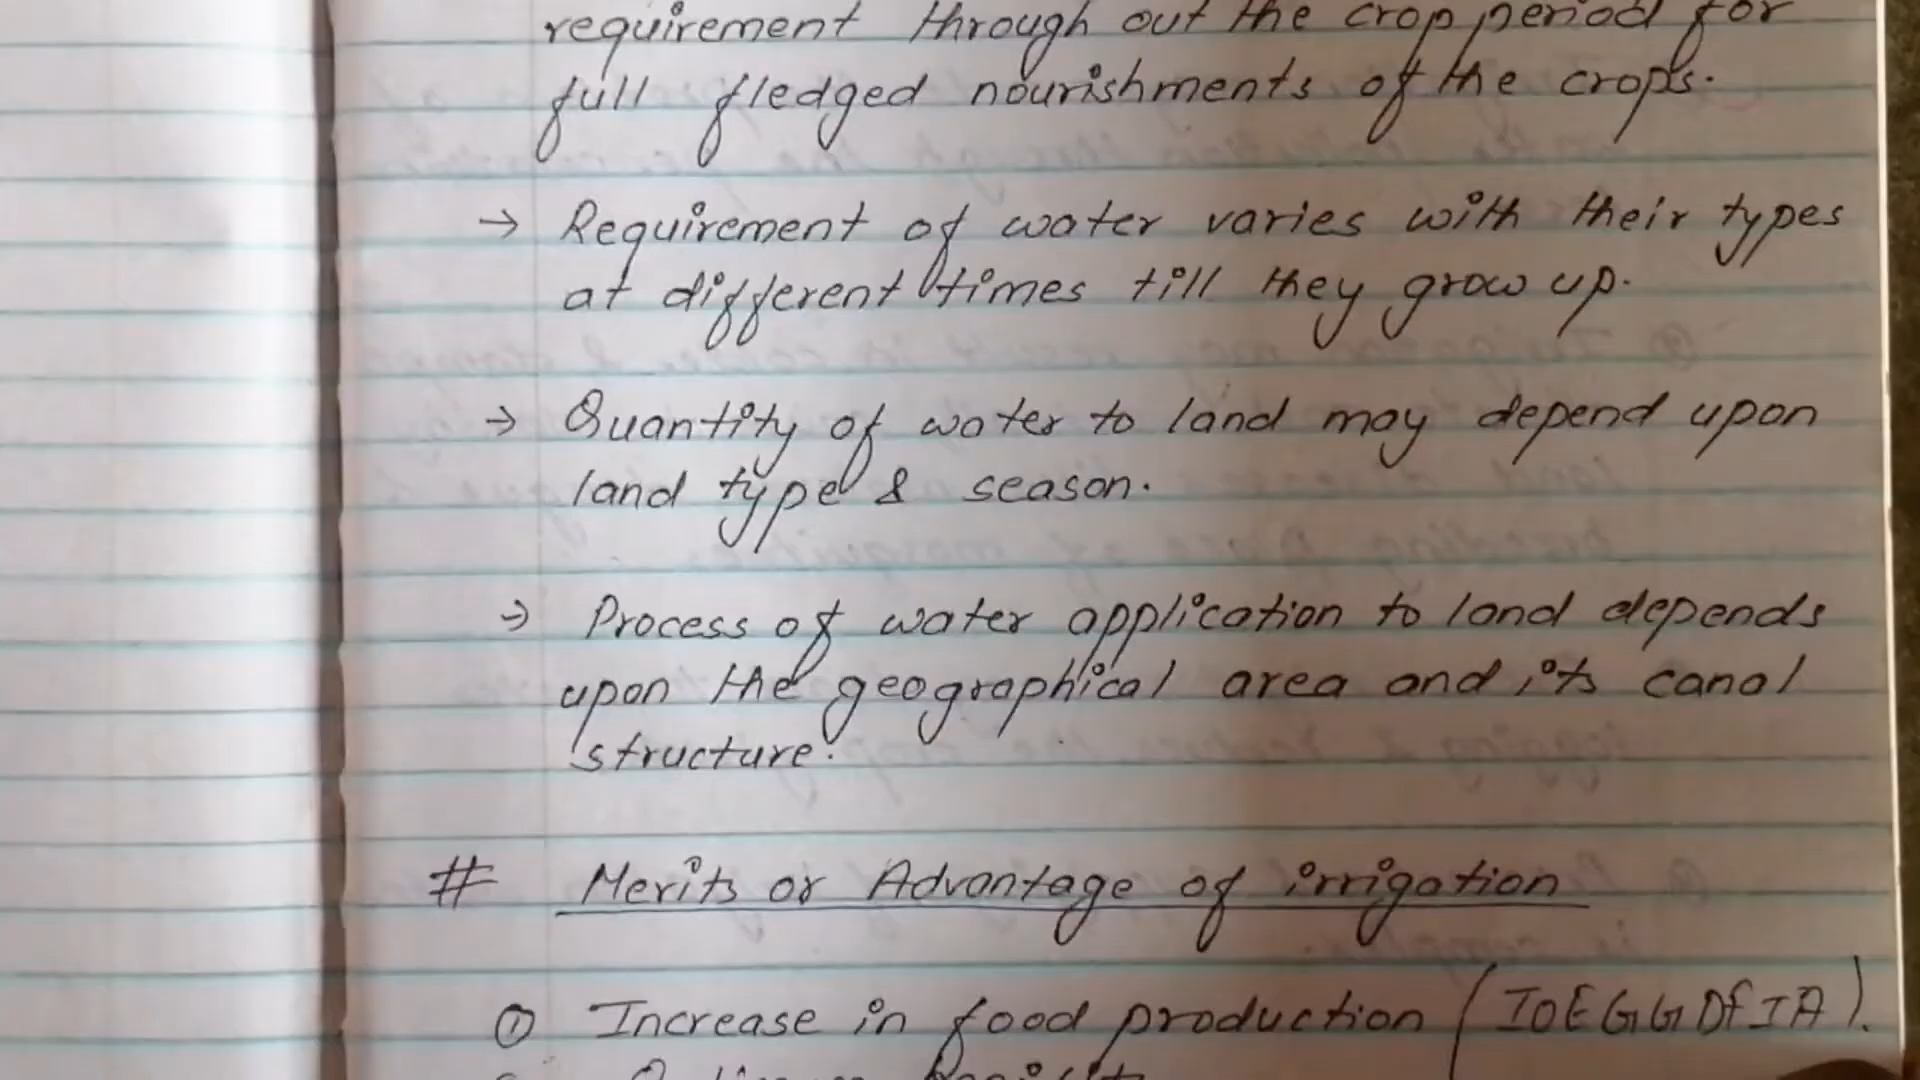 requirement through out the crop period for
full fledged nourishments of the crops.
→ Requirement of water varies with their types
at different times till they grow up.
→ Quantity of water to land may depend upon
land type & season.
→ Process of water application to land depends
upon the geographical area and its canal
structure.
# Merits or Advantage of irrigation
① Increase in food production (IOEGGDfIA).